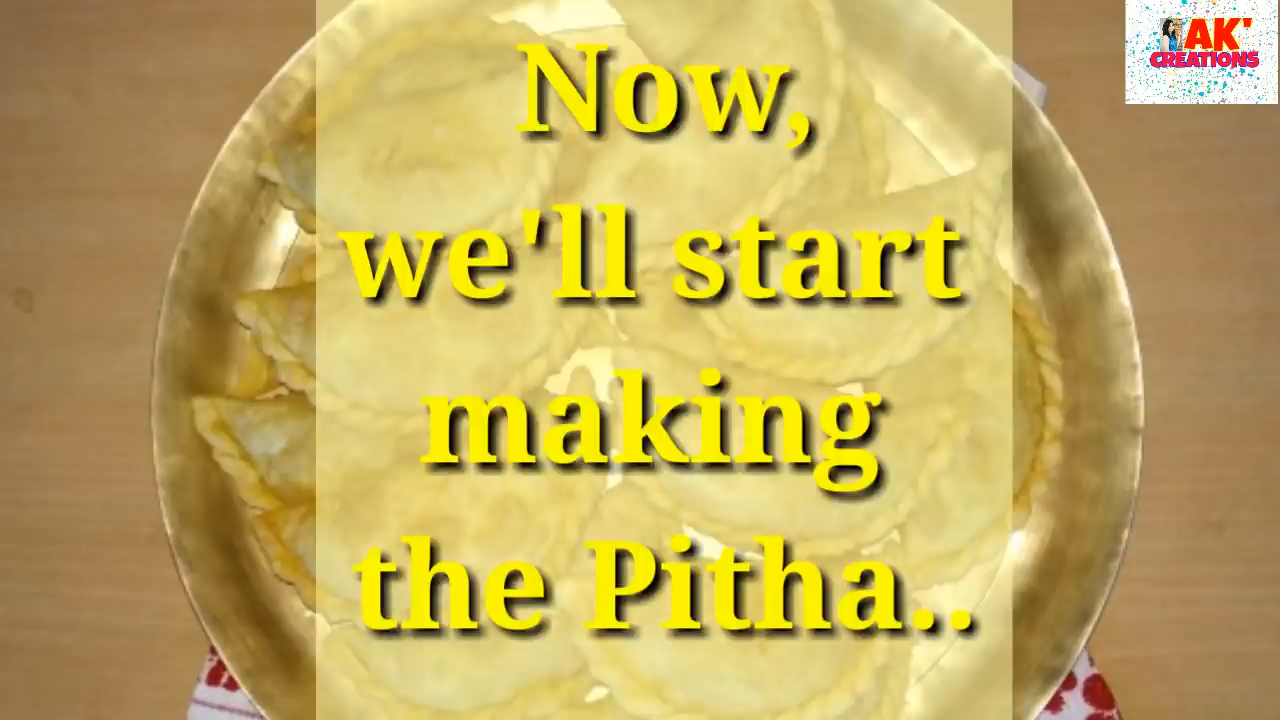 AK'
CREATIONS
Now,
we'll start
making
the Pitha..